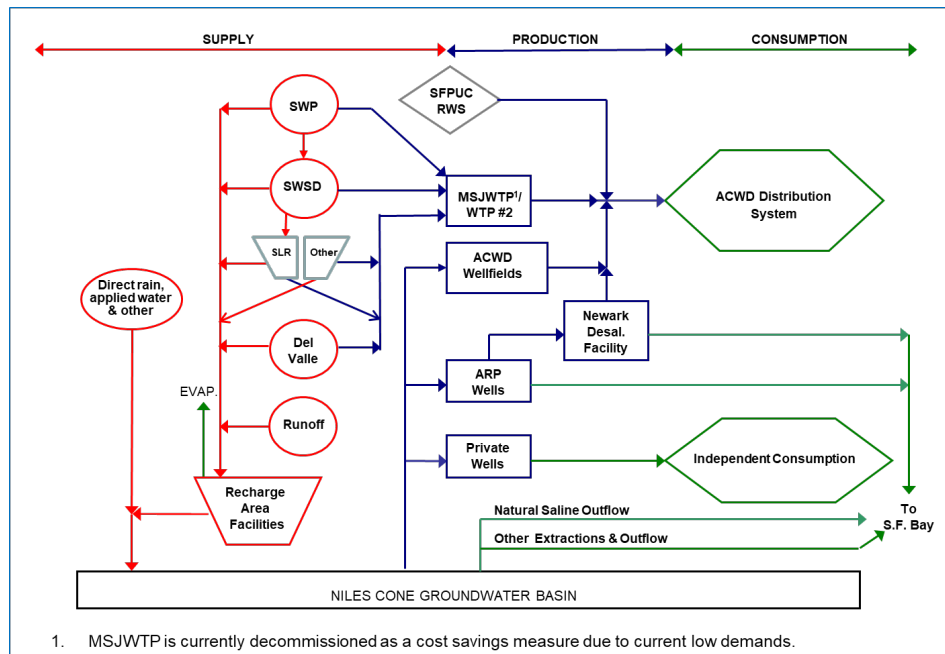 SUPPLY
PRODUCTION
CONSUMPTION
SFPUC
RWS
SWP
SWSD
MSJWTP¹/
WTP #2
ACWD Distribution
System
SLR
Other
ACWD
Wellfields
Direct rain,
applied water
& other
Newark
Desal.
Facility
Del
Valle
ARP
Wells
EVAP.
Runoff
Private
Wells
Independent Consumption
Recharge
Area
Facilities
Natural Saline Outflow
To
S.F. Bay
Other Extractions & Outflow
NILES CONE GROUNDWATER BASIN
1. MSJWTP is currently decommissioned as a cost savings measure due to current low demands.